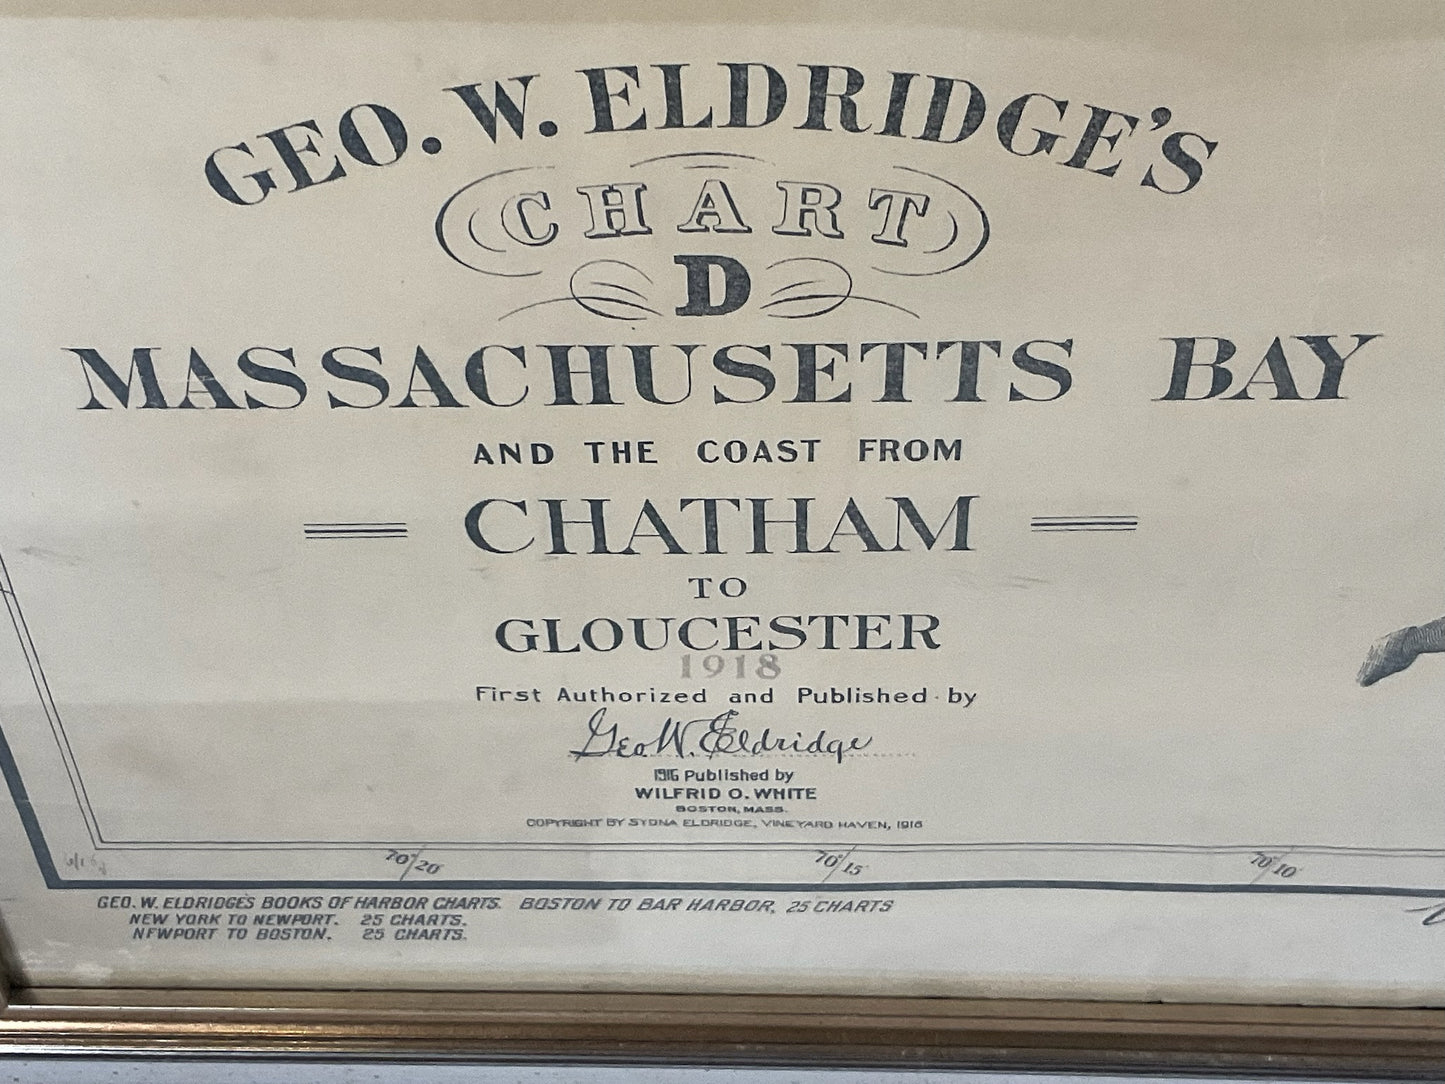 GEO. W. ELDRIDGE'S
CHART
D
MASSACHUSETTS BAY
AND THE COAST FROM
CHATHAM
TO
GLOUCESTER
1918
First Authorized and Published by
Geo. W. Eldridge
1916 Published by
WILFRID O. WHITE
BOSTON, MASS.
COPYRIGHT BY SYDNA ELDRIDGE, VINEYARD HAVEN, 1916
70°/20' 70°/15' 70°/10'
GEO. W. ELDRIDGE'S BOOKS OF HARBOR CHARTS. BOSTON TO BAR HARBOR, 25 CHARTS
NEW YORK TO NEWPORT. 25 CHARTS.
NEWPORT TO BOSTON. 25 CHARTS.